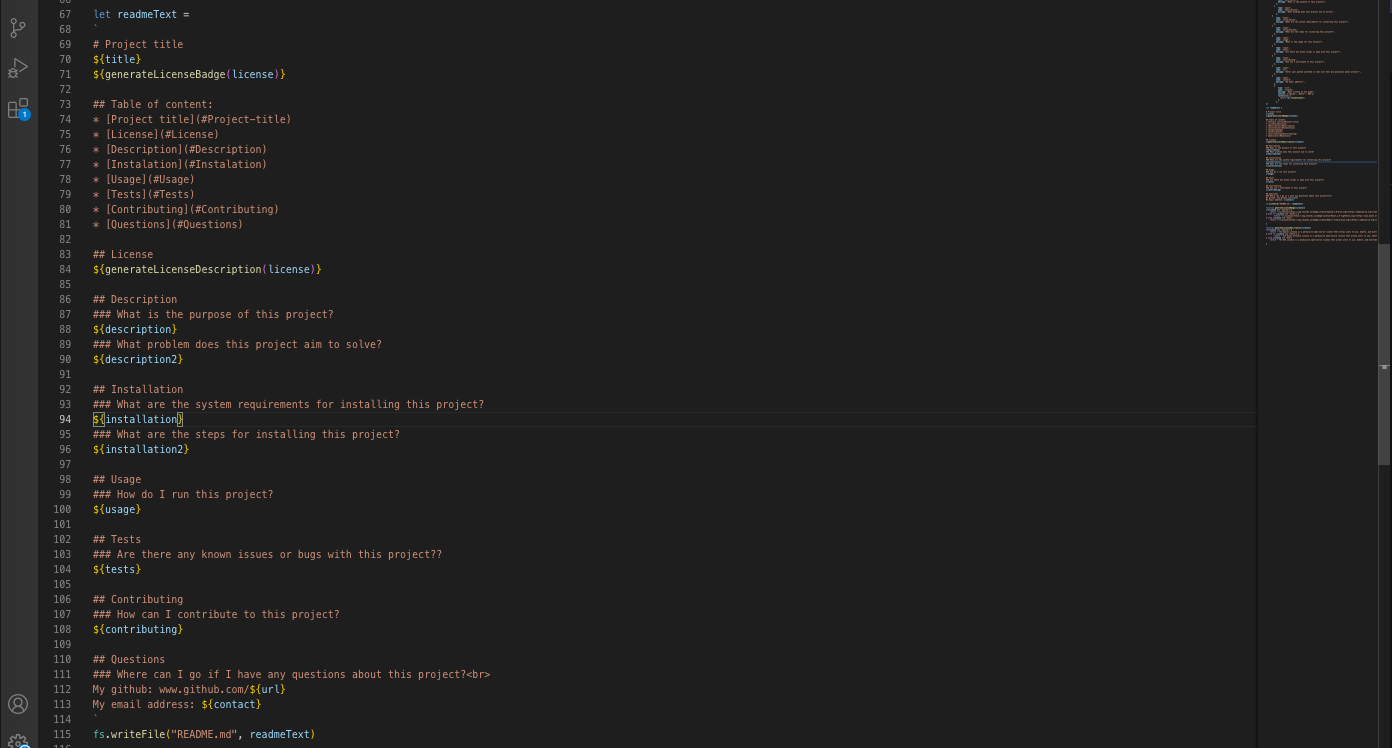 67 let readmeText =
68 `
69 # Project title
70 ${title}
71 ${generateLicenseBadge(license)}
72
73 ## Table of content:
74 * [Project title](#Project-title)
75 * [License](#License)
76 * [Description](#Description)
77 * [Instalation](#Instalation)
78 * [Usage](#Usage)
79 * [Tests](#Tests)
80 * [Contributing](#Contributing)
81 * [Questions](#Questions)
82
83 ## License
84 ${generateLicenseDescription(license)}
85
86 ## Description
87 ### What is the purpose of this project?
88 ${description}
89 ### What problem does this project aim to solve?
90 ${description2}
91
92 ## Installation
93 ### What are the system requirements for installing this project?
94 ${installation}
95 ### What are the steps for installing this project?
96 ${installation2}
97
98 ## Usage
99 ### How do I run this project?
100 ${usage}
101
102 ## Tests
103 ### Are there any known issues or bugs with this project??
104 ${tests}
105
106 ## Contributing
107 ### How can I contribute to this project?
108 ${contributing}
109
110 ## Questions
111 ### Where can I go if I have any questions about this project?<br>
112 My github: www.github.com/${url}
113 My email address: ${contact}
114 `
115 fs.writeFile("README.md", readmeText)
1